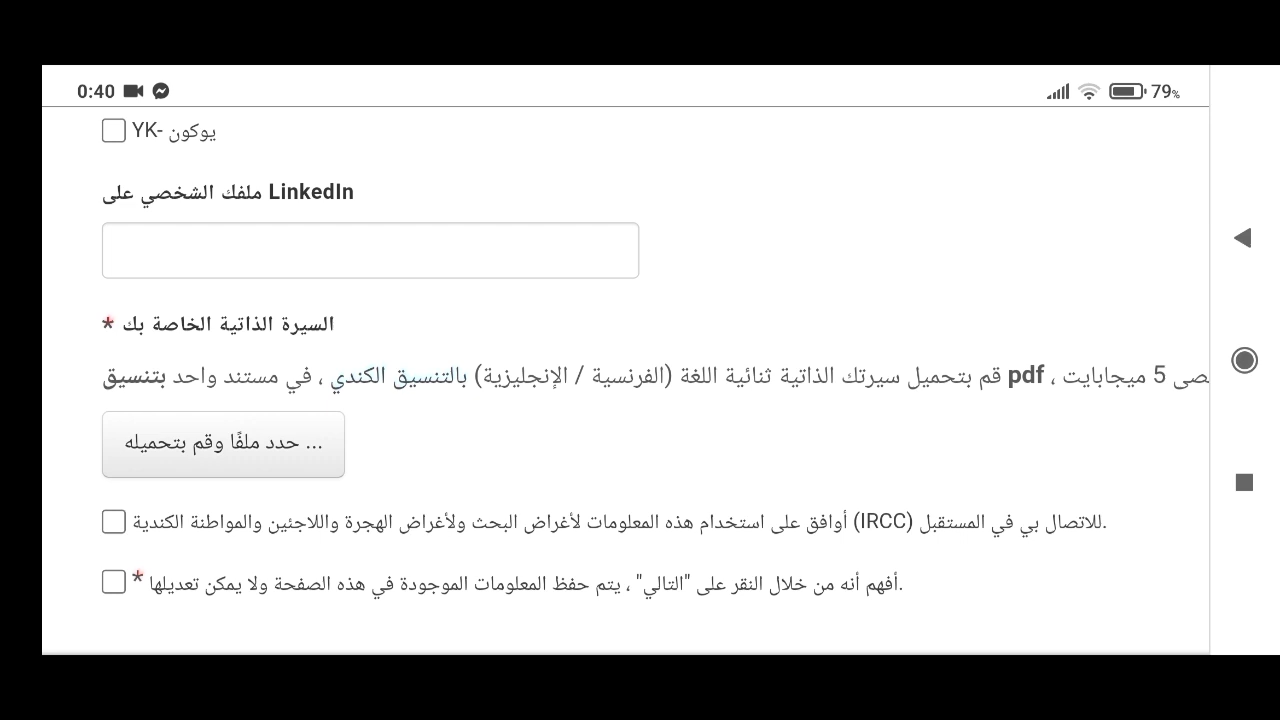 0:40
79%
YK- يوكون
ملفك الشخصي على LinkedIn
السيرة الذاتية الخاصة بك *
قم بتحميل سيرتك الذاتية ثنائية اللغة (الفرنسية / الإنجليزية) بالتنسيق الكندي ، في مستند واحد بتنسيق pdf ، 5 ميجابايت
حدد ملفًا وقم بتحميله ...
أوافق على استخدام هذه المعلومات لأغراض البحث ولأغراض الهجرة واللاجئين والمواطنة الكندية (IRCC) للاتصال بي في المستقبل.
أفهم أنه من خلال النقر على "التالي" ، يتم حفظ المعلومات الموجودة في هذه الصفحة ولا يمكن تعديلها. *